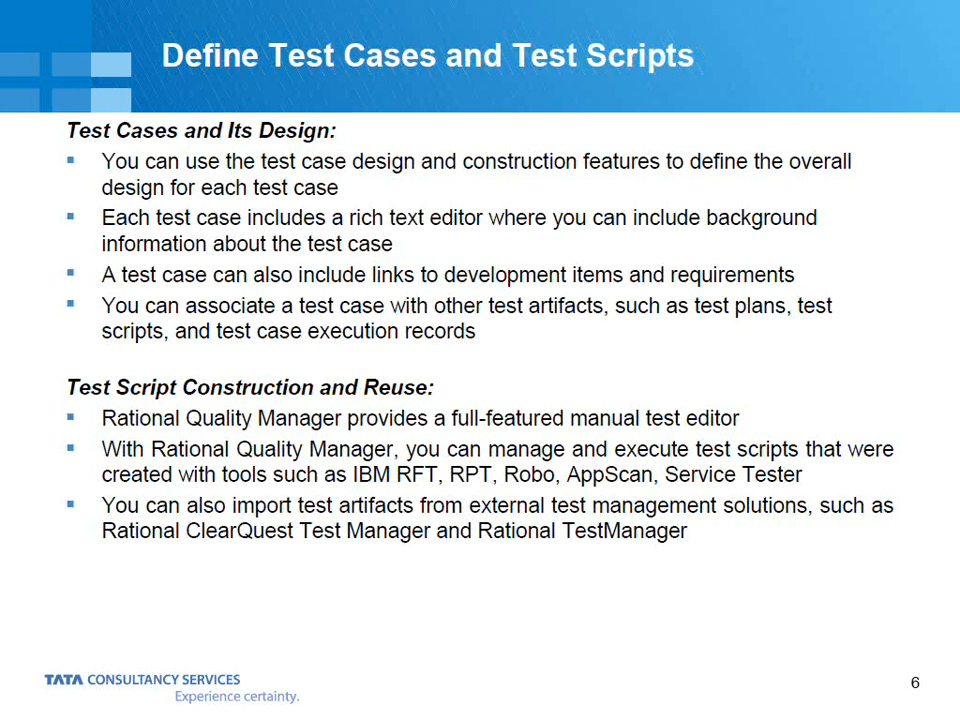 Define Test Cases and Test Scripts
Test Cases and Its Design:
▪ You can use the test case design and construction features to define the overall
design for each test case
▪ Each test case includes a rich text editor where you can include background
information about the test case
▪ A test case can also include links to development items and requirements
▪ You can associate a test case with other test artifacts, such as test plans, test
scripts, and test case execution records
Test Script Construction and Reuse:
▪ Rational Quality Manager provides a full-featured manual test editor
▪ With Rational Quality Manager, you can manage and execute test scripts that were
created with tools such as IBM RFT, RPT, Robo, AppScan, Service Tester
▪ You can also import test artifacts from external test management solutions, such as
Rational ClearQuest Test Manager and Rational TestManager
TATA CONSULTANCY SERVICES
Experience certainty.
6